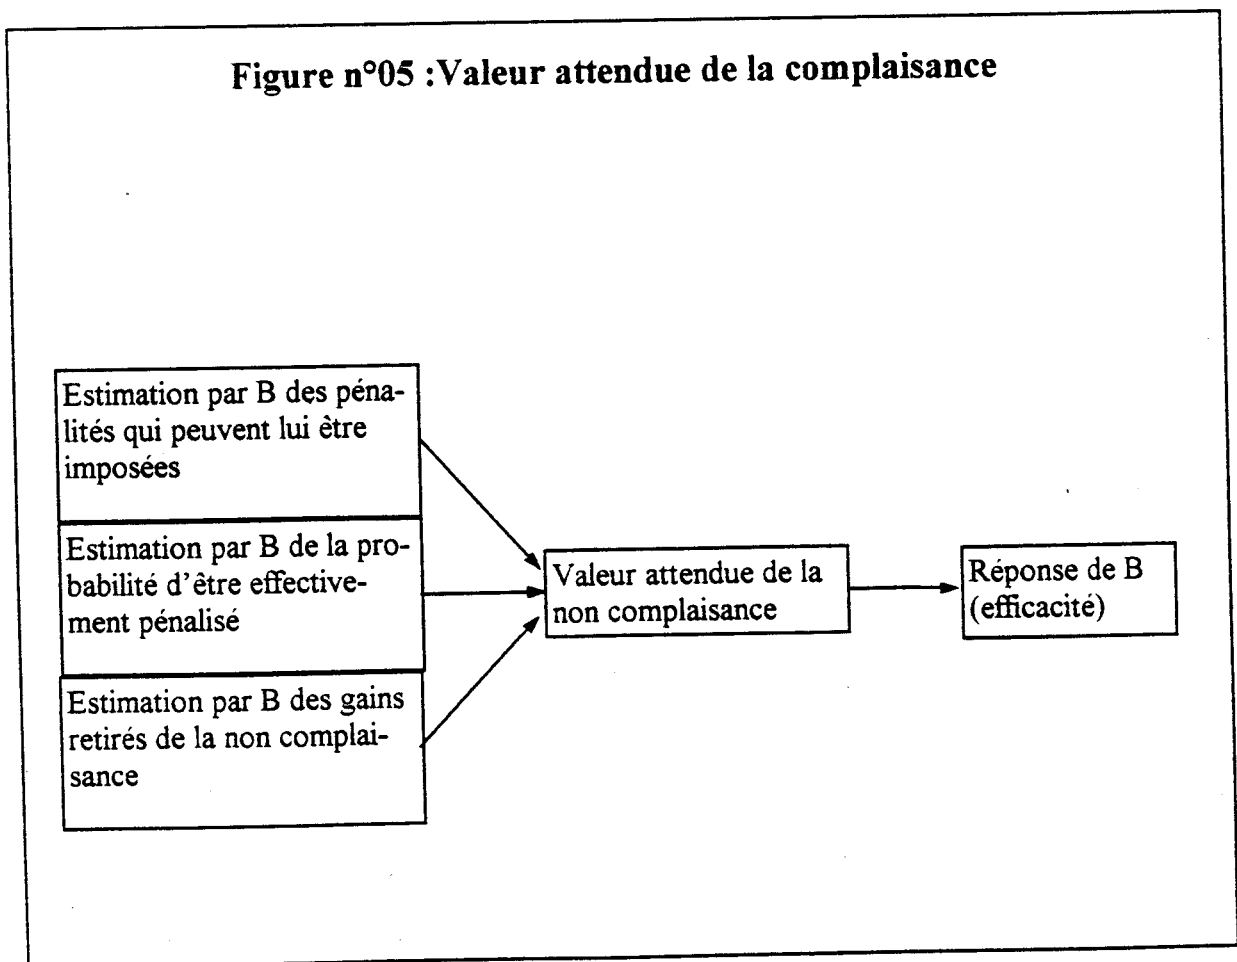 Figure n°05 :Valeur attendue de la complaisance
Estimation par B des péna-
lités qui peuvent lui être
imposées
Estimation par B de la pro-
babilité d'être effective-
ment pénalisé
Estimation par B des gains
retirés de la non complai-
sance
Valeur attendue de la
non complaisance
Réponse de B
(efficacité)